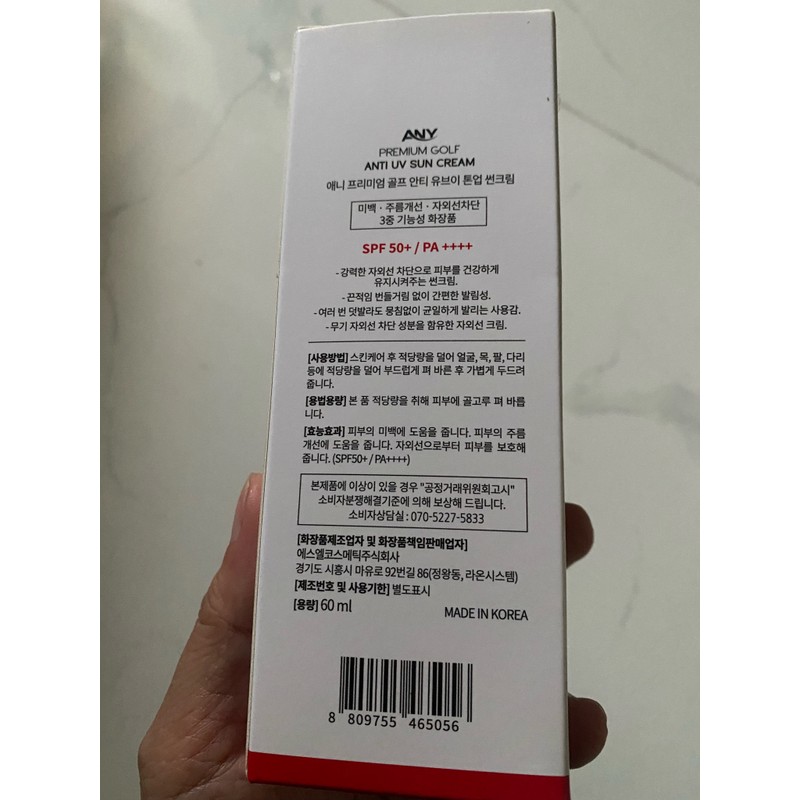 ANY
PREMIUM GOLF
ANTI UV SUN CREAM
애니 프리미엄 골프 안티 유브이 톤업 썬크림
미백 · 주름개선 · 자외선차단
3중 기능성 화장품
SPF 50+ / PA ++++
- 강력한 자외선 차단으로 피부를 건강하게
유지시켜주는 썬크림.
- 끈적임 번들거림 없이 간편한 발림성.
- 여러 번 덧발라도 뭉침없이 균일하게 발리는 사용감.
- 무기 자외선 차단 성분을 함유한 자외선 크림.
[사용방법] 스킨케어 후 적당량을 덜어 얼굴, 목, 팔, 다리
등에 적당량을 덜어 부드럽게 펴 바른 후 가볍게 두드려
줍니다.
[용법용량] 본 품 적당량을 취해 피부에 골고루 펴 바릅
니다.
[효능효과] 피부의 미백에 도움을 줍니다. 피부의 주름
개선에 도움을 줍니다. 자외선으로부터 피부를 보호해
줍니다. (SPF50+ / PA++++)
본제품에 이상이 있을 경우 "공정거래위원회고시"
소비자분쟁해결기준에 의해 보상해 드립니다.
소비자상담실 : 070-5227-5833
[화장품제조업자 및 화장품책임판매업자]
에스엘코스메틱주식회사
경기도 시흥시 마유로 92번길 86(정왕동, 라온시스템)
[제조번호 및 사용기한] 별도표시
[용량] 60 ml
MADE IN KOREA
8 809755 465056